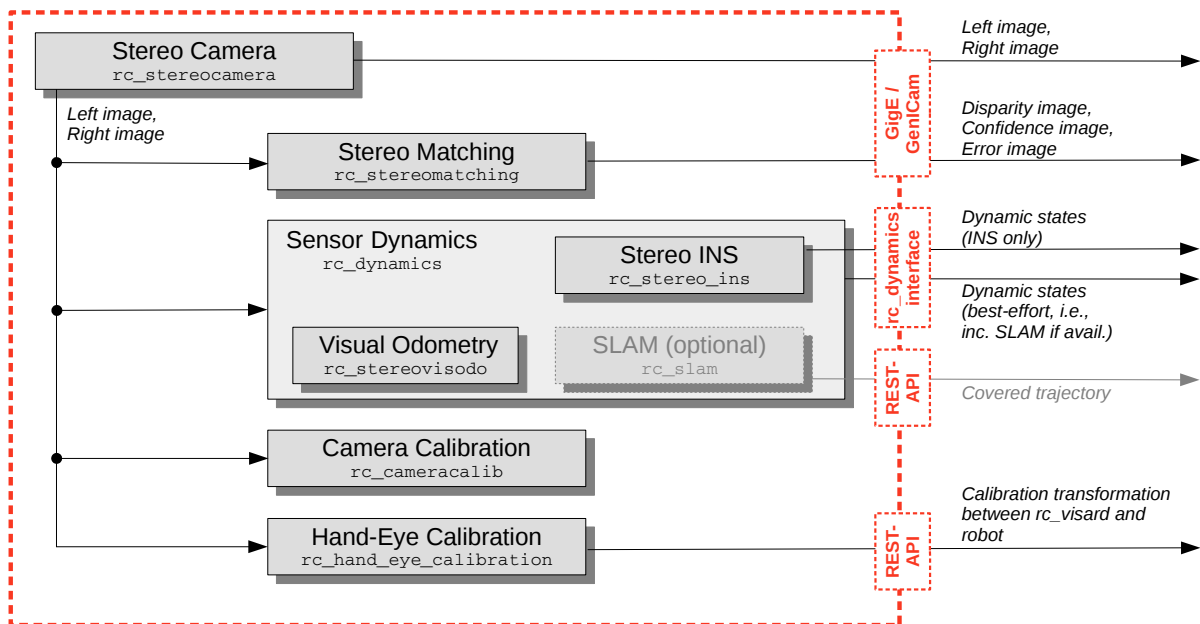 Stereo Camera
rc_stereocamera
Left image,
Right image
Left image,
Right image
GigE /
GenICam
Stereo Matching
rc_stereomatching
Disparity image,
Confidence image,
Error image
Sensor Dynamics
rc_dynamics
Stereo INS
rc_stereo_ins
Visual Odometry
rc_stereovisodo
SLAM (optional)
rc_slam
rc_dynamics
interface
Dynamic states
(INS only)
Dynamic states
(best-effort, i.e.,
inc. SLAM if avail.)
REST-
API
Covered trajectory
Camera Calibration
rc_cameracalib
Hand-Eye Calibration
rc_hand_eye_calibration
REST-
API
Calibration transformation
between rc_visard and
robot